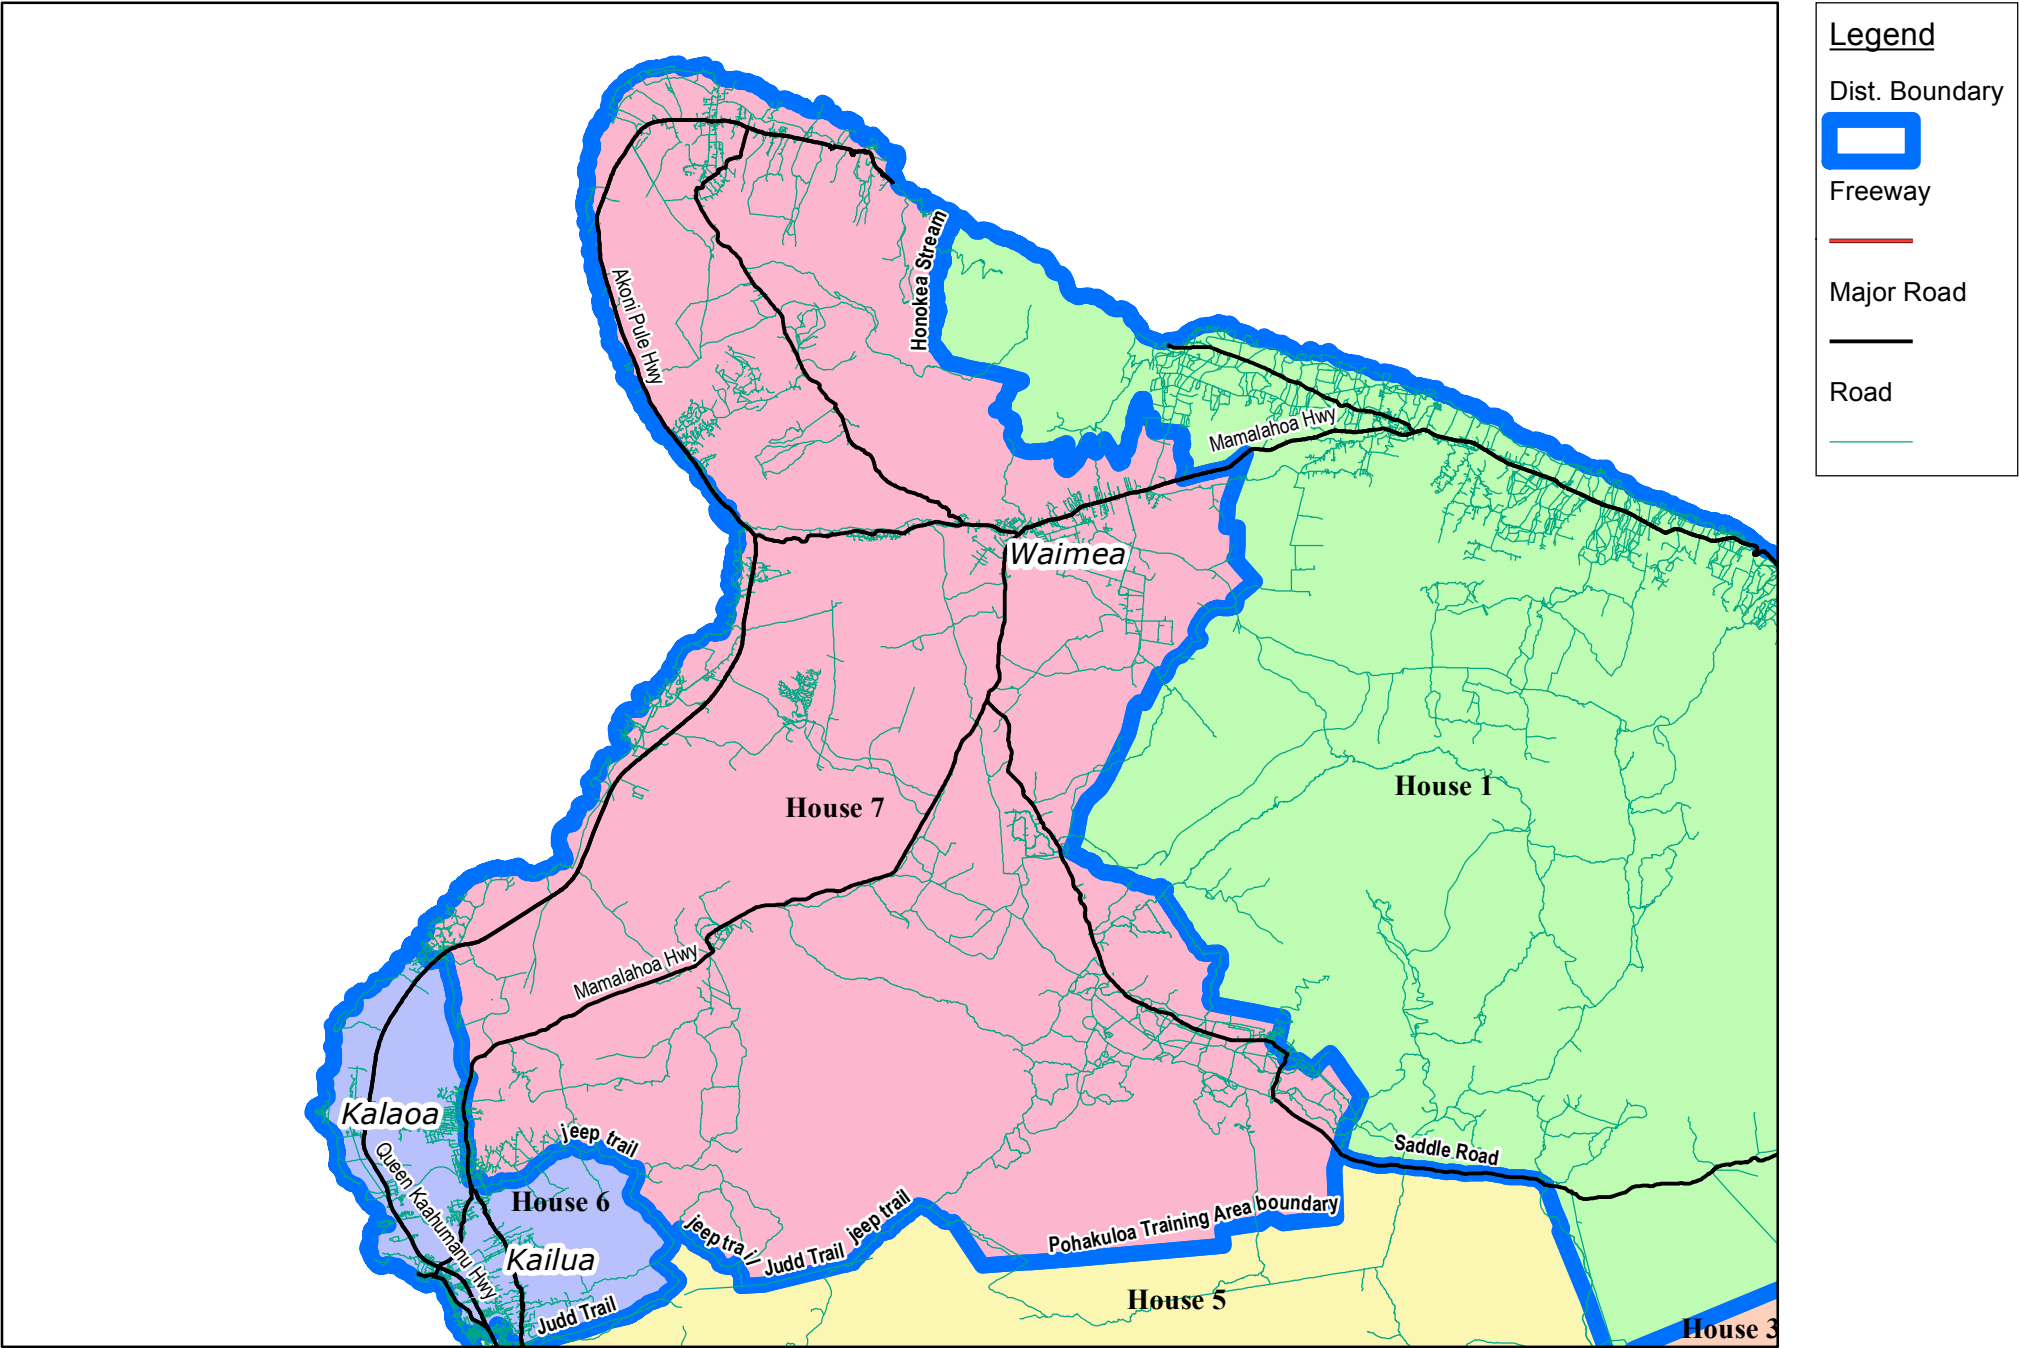 Legend
Dist. Boundary
Freeway
Major Road
Road
Honokea Stream
Akoni Pule Hwy
Mamalahoa Hwy
Waimea
House 1
House 7
Mamalahoa Hwy
Kalaoa
jeep trail
Saddle Road
Queen Kaahumanu Hwy
House 6
jeep trail
Judd Trail
jeep trail
Pohakuloa Training Area boundary
Kailua
House 5
Judd Trail
House 3